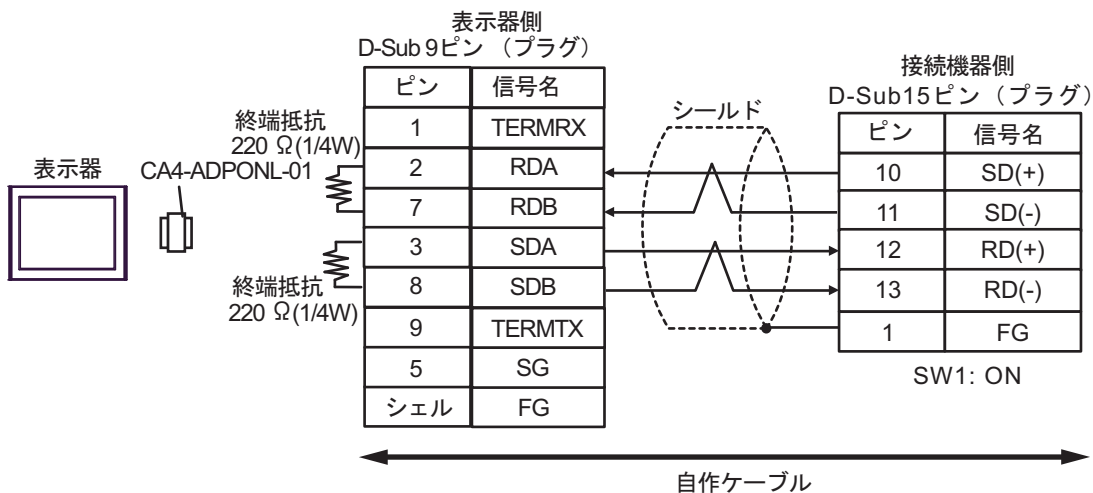 表示器側
D-Sub 9ピン （プラグ）
接続機器側
D-Sub15ピン（プラグ）
ピン 信号名
1 TERMRX
2 RDA
7 RDB
3 SDA
8 SDB
9 TERMTX
5 SG
シェル FG
シールド
ピン 信号名
10 SD(+)
11 SD(-)
12 RD(+)
13 RD(-)
1 FG
SW1: ON
終端抵抗
220 Ω(1/4W)
表示器
CA4-ADPONL-01
終端抵抗
220 Ω(1/4W)
自作ケーブル